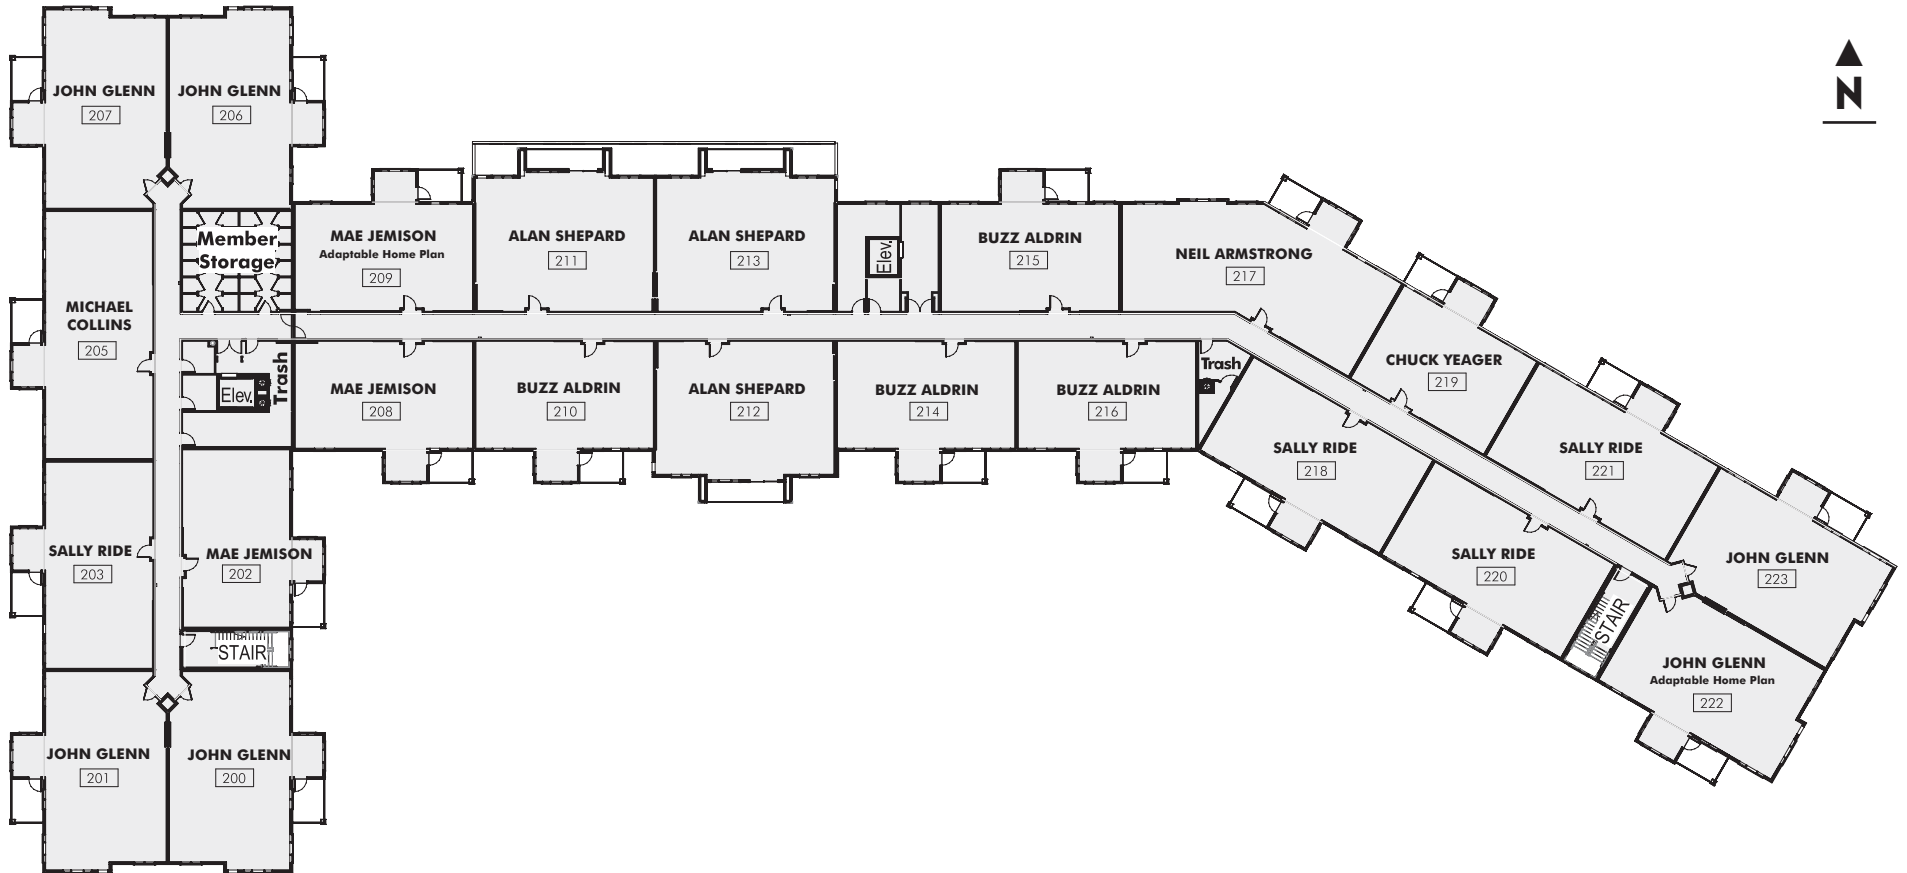 N
JOHN GLENN
207
JOHN GLENN
206
Member
Storage
MICHAEL
COLLINS
205
MAE JEMISON
Adaptable Home Plan
209
ALAN SHEPARD
211
ALAN SHEPARD
213
Elev.
BUZZ ALDRIN
215
NEIL ARMSTRONG
217
CHUCK YEAGER
219
SALLY RIDE
221
JOHN GLENN
223
Elev.
Trash
MAE JEMISON
208
BUZZ ALDRIN
210
ALAN SHEPARD
212
BUZZ ALDRIN
214
BUZZ ALDRIN
216
Trash
SALLY RIDE
218
SALLY RIDE
220
STAIR
JOHN GLENN
Adaptable Home Plan
222
SALLY RIDE
203
MAE JEMISON
202
STAIR
JOHN GLENN
201
JOHN GLENN
200